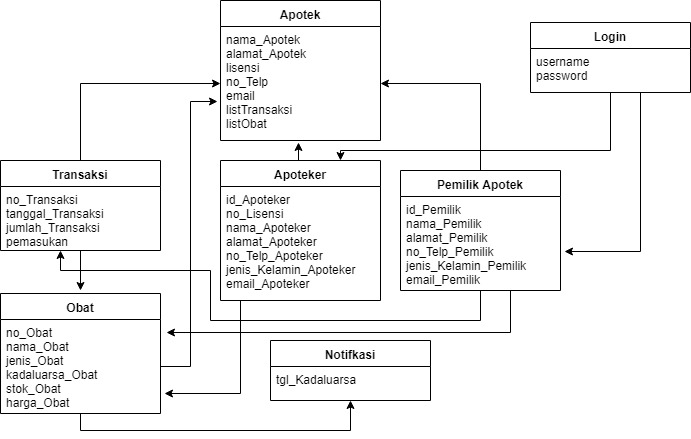 Apotek
nama_Apotek
alamat_Apotek
lisensi
no_Telp
email
listTransaksi
listObat
Login
username
password
Transaksi
no_Transaksi
tanggal_Transaksi
jumlah_Transaksi
pemasukan
Apoteker
id_Apoteker
no_Lisensi
nama_Apoteker
alamat_Apoteker
no_Telp_Apoteker
jenis_Kelamin_Apoteker
email_Apoteker
Pemilik Apotek
id_Pemilik
nama_Pemilik
alamat_Pemilik
no_Telp_Pemilik
jenis_Kelamin_Pemilik
email_Pemilik
Obat
no_Obat
nama_Obat
jenis_Obat
kadaluarsa_Obat
stok_Obat
harga_Obat
Notifkasi
tgl_Kadaluarsa